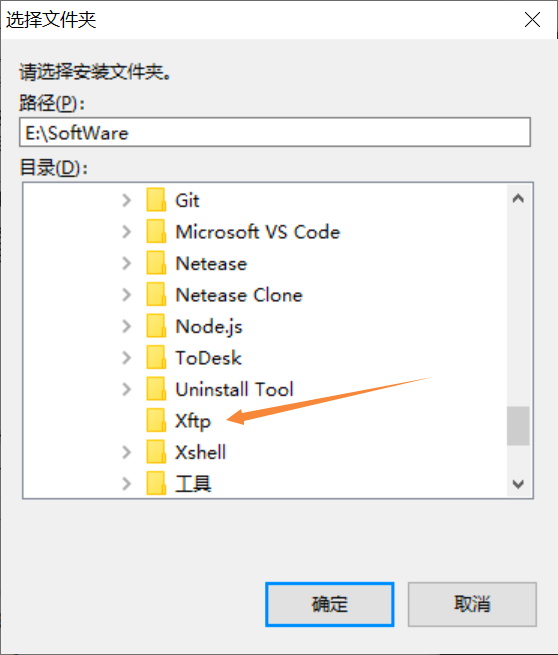 选择文件夹
请选择安装文件夹。
路径(P):
E:\SoftWare
目录(D):
Git
Microsoft VS Code
Netease
Netease Clone
Node.js
ToDesk
Uninstall Tool
Xftp
Xshell
工具
确定
取消